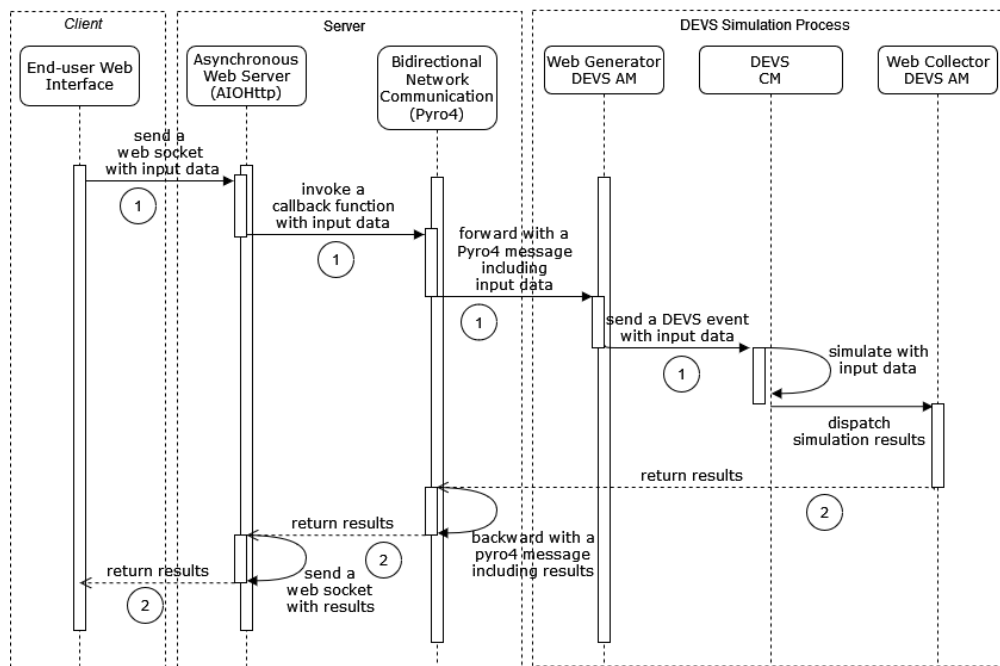 Client
Server
DEVS Simulation Process
End-user Web
Interface
Asynchronous
Web Server
(AIOHttp)
Bidirectional
Network
Communication
(Pyro4)
Web Generator
DEVS AM
DEVS
CM
Web Collector
DEVS AM
send a
web socket
with input data
1
invoke a
callback function
with input data
1
forward with a
Pyro4 message
including
input data
1
send a DEVS event
with input data
1
simulate with
input data
dispatch
simulation results
return results
2
return results
2
backward with a
pyro4 message
including results
return results
2
send a
web socket
with results